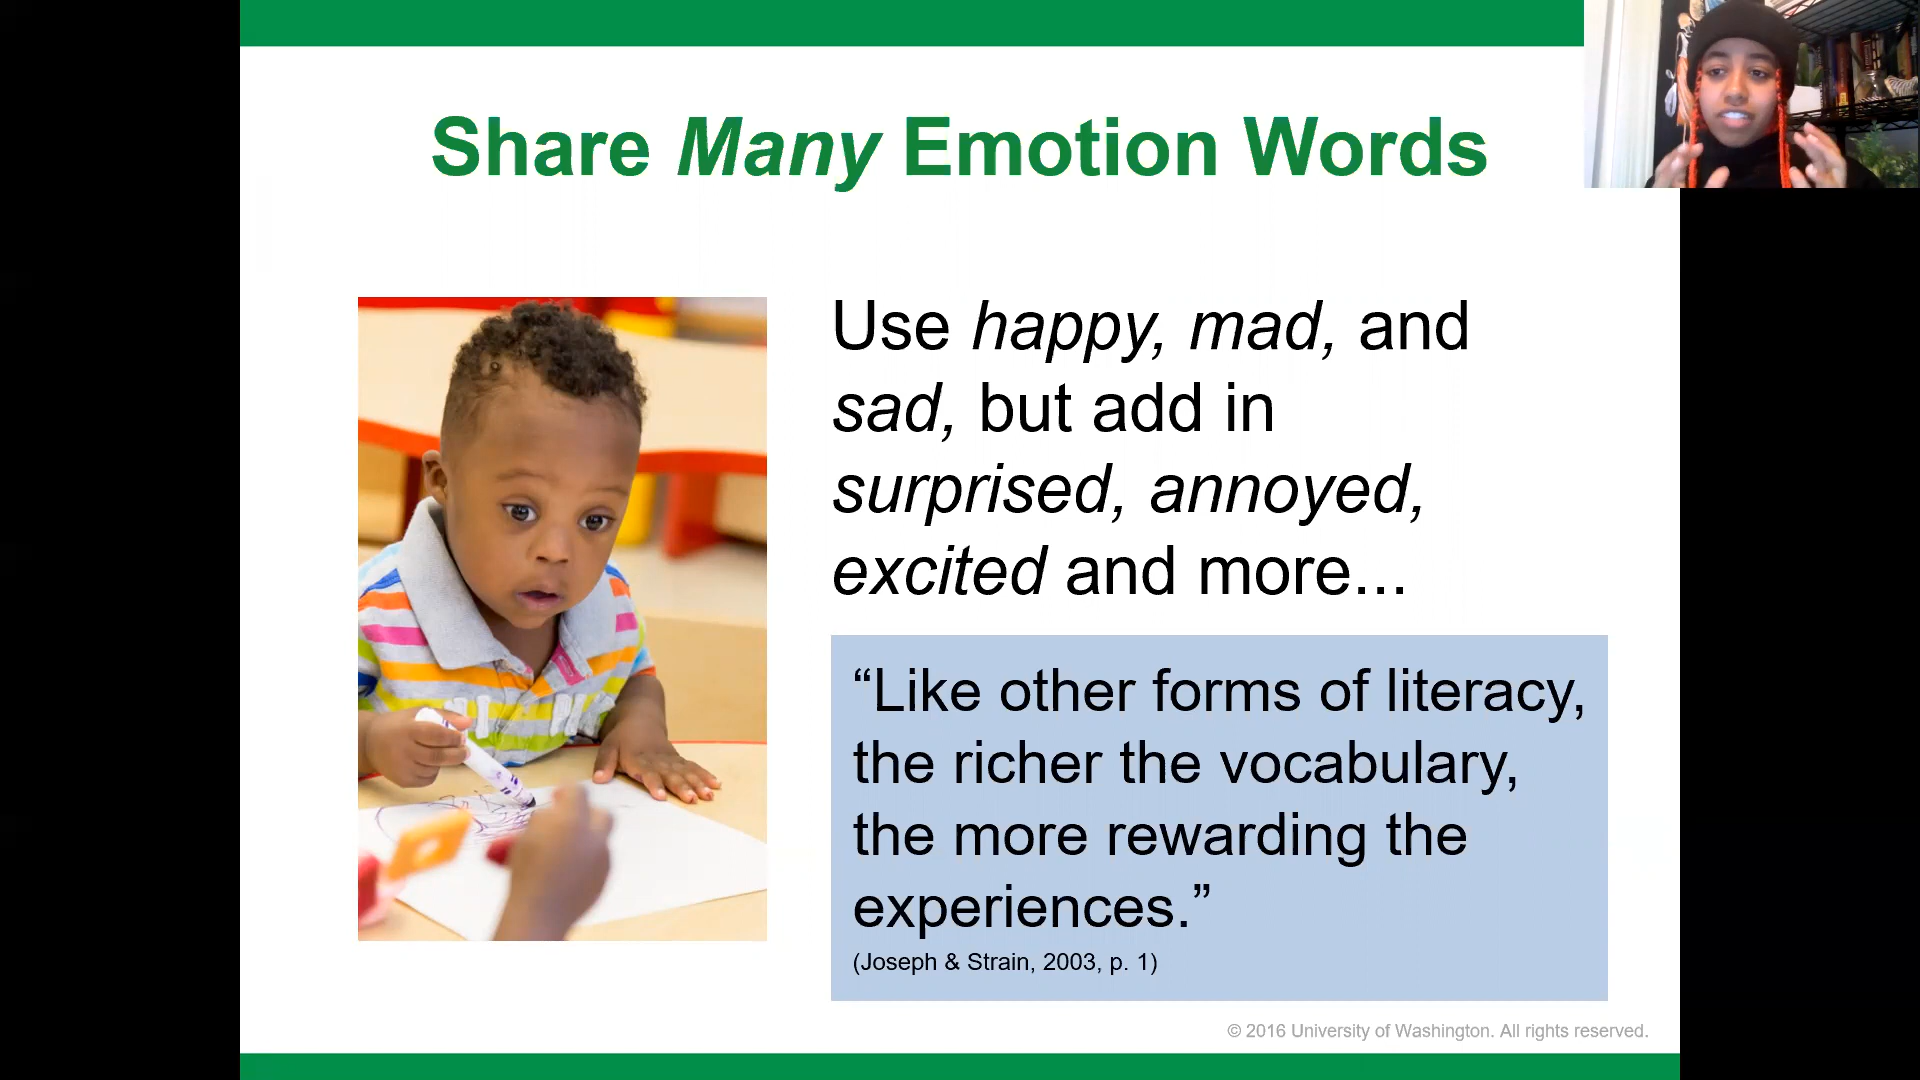 Share Many Emotion Words
Use happy, mad, and
sad, but add in
surprised, annoyed,
excited and more...
“Like other forms of literacy,
the richer the vocabulary,
the more rewarding the
experiences.”
(Joseph & Strain, 2003, p. 1)
© 2016 University of Washington. All rights reserved.